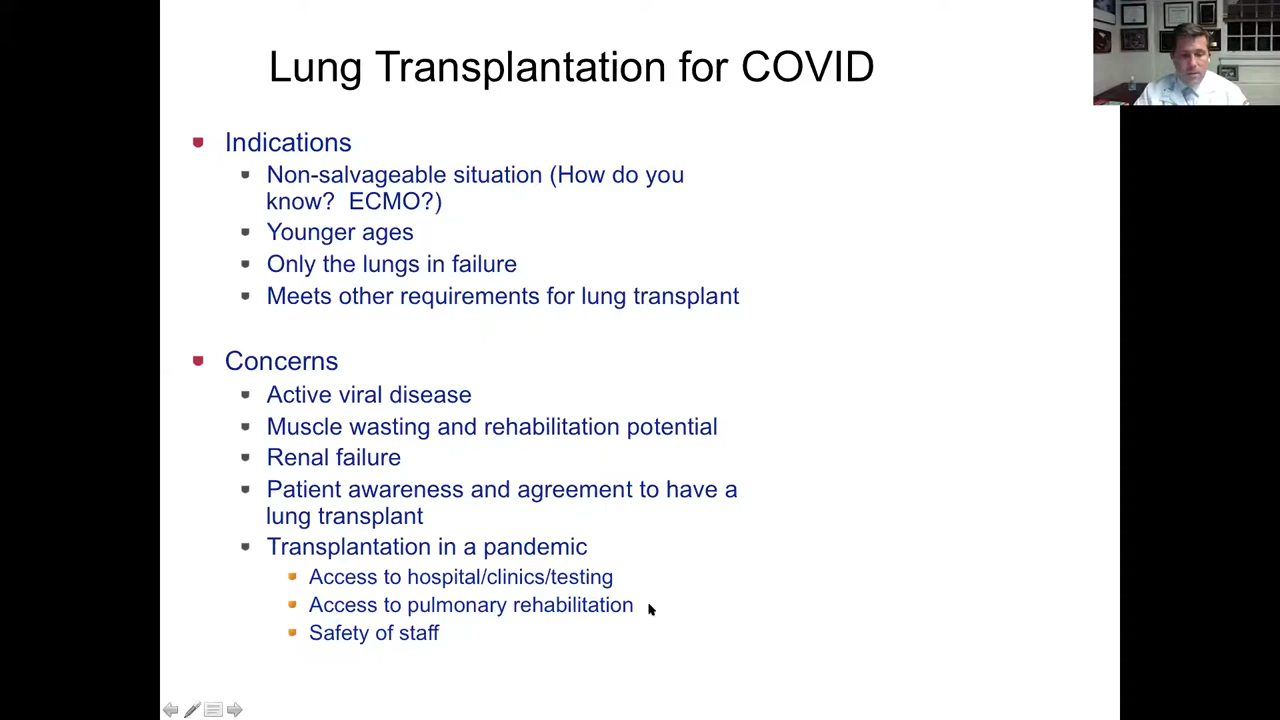 Lung Transplantation for COVID
Indications
Non-salvageable situation (How do you
know?  ECMO?)
Younger ages
Only the lungs in failure
Meets other requirements for lung transplant
Concerns
Active viral disease
Muscle wasting and rehabilitation potential
Renal failure
Patient awareness and agreement to have a
lung transplant
Transplantation in a pandemic
Access to hospital/clinics/testing
Access to pulmonary rehabilitation
Safety of staff